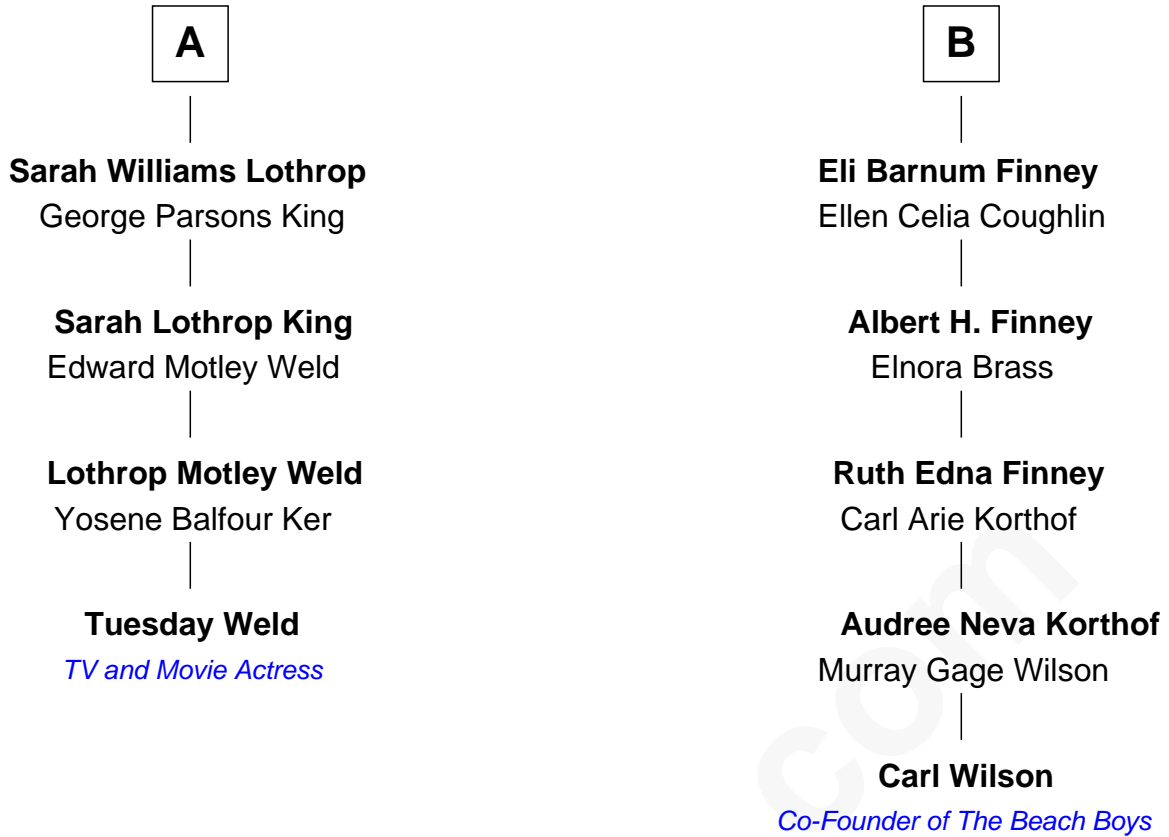 A
Sarah Williams Lothrop
George Parsons King
Sarah Lothrop King
Edward Motley Weld
Lothrop Motley Weld
Yosene Balfour Ker
Tuesday Weld
TV and Movie Actress
B
Eli Barnum Finney
Ellen Celia Coughlin
Albert H. Finney
Elnora Brass
Ruth Edna Finney
Carl Arie Korthof
Audree Neva Korthof
Murray Gage Wilson
Carl Wilson
Co-Founder of The Beach Boys
com